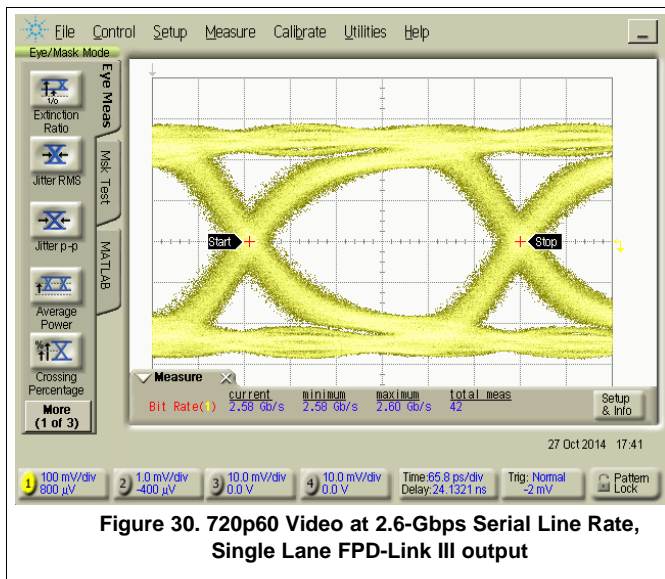 File Control Setup Measure Calibrate Utilities Help
Eye/Mask Mode
Extinction
Ratio
Jitter RMS
Jitter p-p
Average
Power
Crossing
Percentage
More
(1 of 3)
Eye Meas
Msk Test
MATLAB
Start
Stop
Measure
current minimum maximum total meas
Bit Rate(1) 2.58 Gb/s 2.58 Gb/s 2.60 Gb/s 42
Setup
& Info
27 Oct 2014 17:41
1 100 mV/div
800 µV
2 1.0 mV/div
-400 µV
3 10.0 mV/div
0.0 V
4 10.0 mV/div
0.0 V
Time:65.8 ps/div
Delay:24.1321 ns
Trig: Normal
-2 mV
Pattern
Lock
Figure 30. 720p60 Video at 2.6-Gbps Serial Line Rate,
Single Lane FPD-Link III output